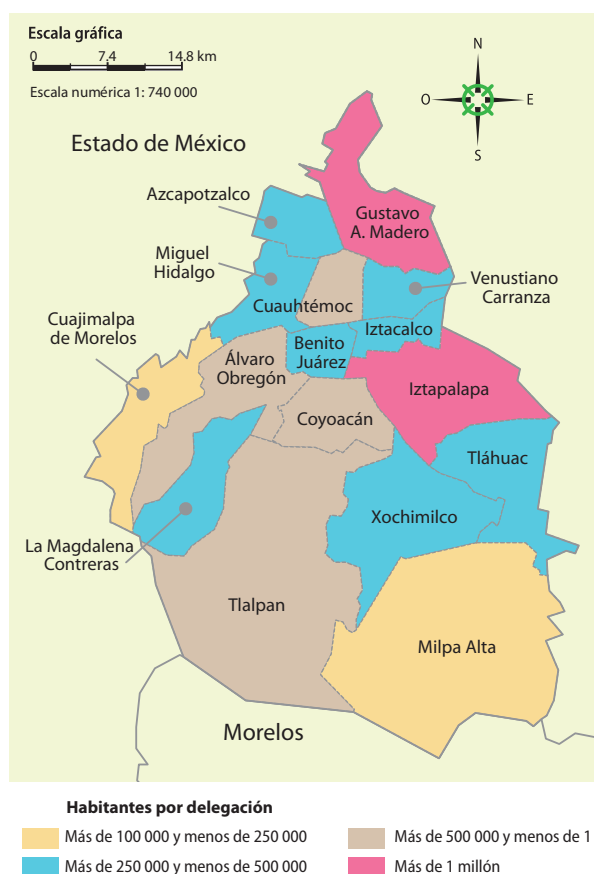 Escala gráfica
0 7.4 14.8 km
Escala numérica 1: 740 000
N
O E
S
Estado de México
Azcapotzalco
Gustavo
A. Madero
Miguel
Hidalgo
Venustiano
Carranza
Cuauhtémoc
Cuajimalpa
de Morelos
Iztacalco
Benito
Juárez
Álvaro
Obregón
Iztapalapa
Coyoacán
Tláhuac
Xochimilco
La Magdalena
Contreras
Tlalpan
Milpa Alta
Morelos
Habitantes por delegación
Más de 100 000 y menos de 250 000
Más de 500 000 y menos de 1
Más de 250 000 y menos de 500 000
Más de 1 millón